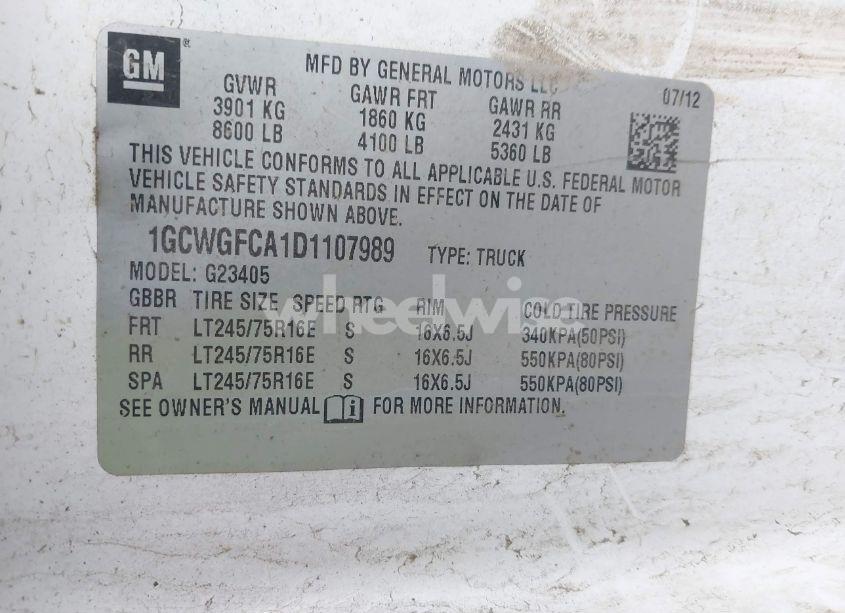 GM
MFD BY GENERAL MOTORS LLC 07/12
GVWR GAWR FRT GAWR RR
3901 KG 1860 KG 2431 KG
8600 LB 4100 LB 5360 LB
THIS VEHICLE CONFORMS TO ALL APPLICABLE U.S. FEDERAL MOTOR
VEHICLE SAFETY STANDARDS IN EFFECT ON THE DATE OF
MANUFACTURE SHOWN ABOVE.
1GCWGFCA1D1107989 TYPE: TRUCK
MODEL: G23405
GBBR TIRE SIZE SPEED RTG RIM COLD TIRE PRESSURE
FRT LT245/75R16E S 16X6.5J 340KPA(50PSI)
RR LT245/75R16E S 16X6.5J 550KPA(80PSI)
SPA LT245/75R16E S 16X6.5J 550KPA(80PSI)
SEE OWNER'S MANUAL i FOR MORE INFORMATION.
wheelwise